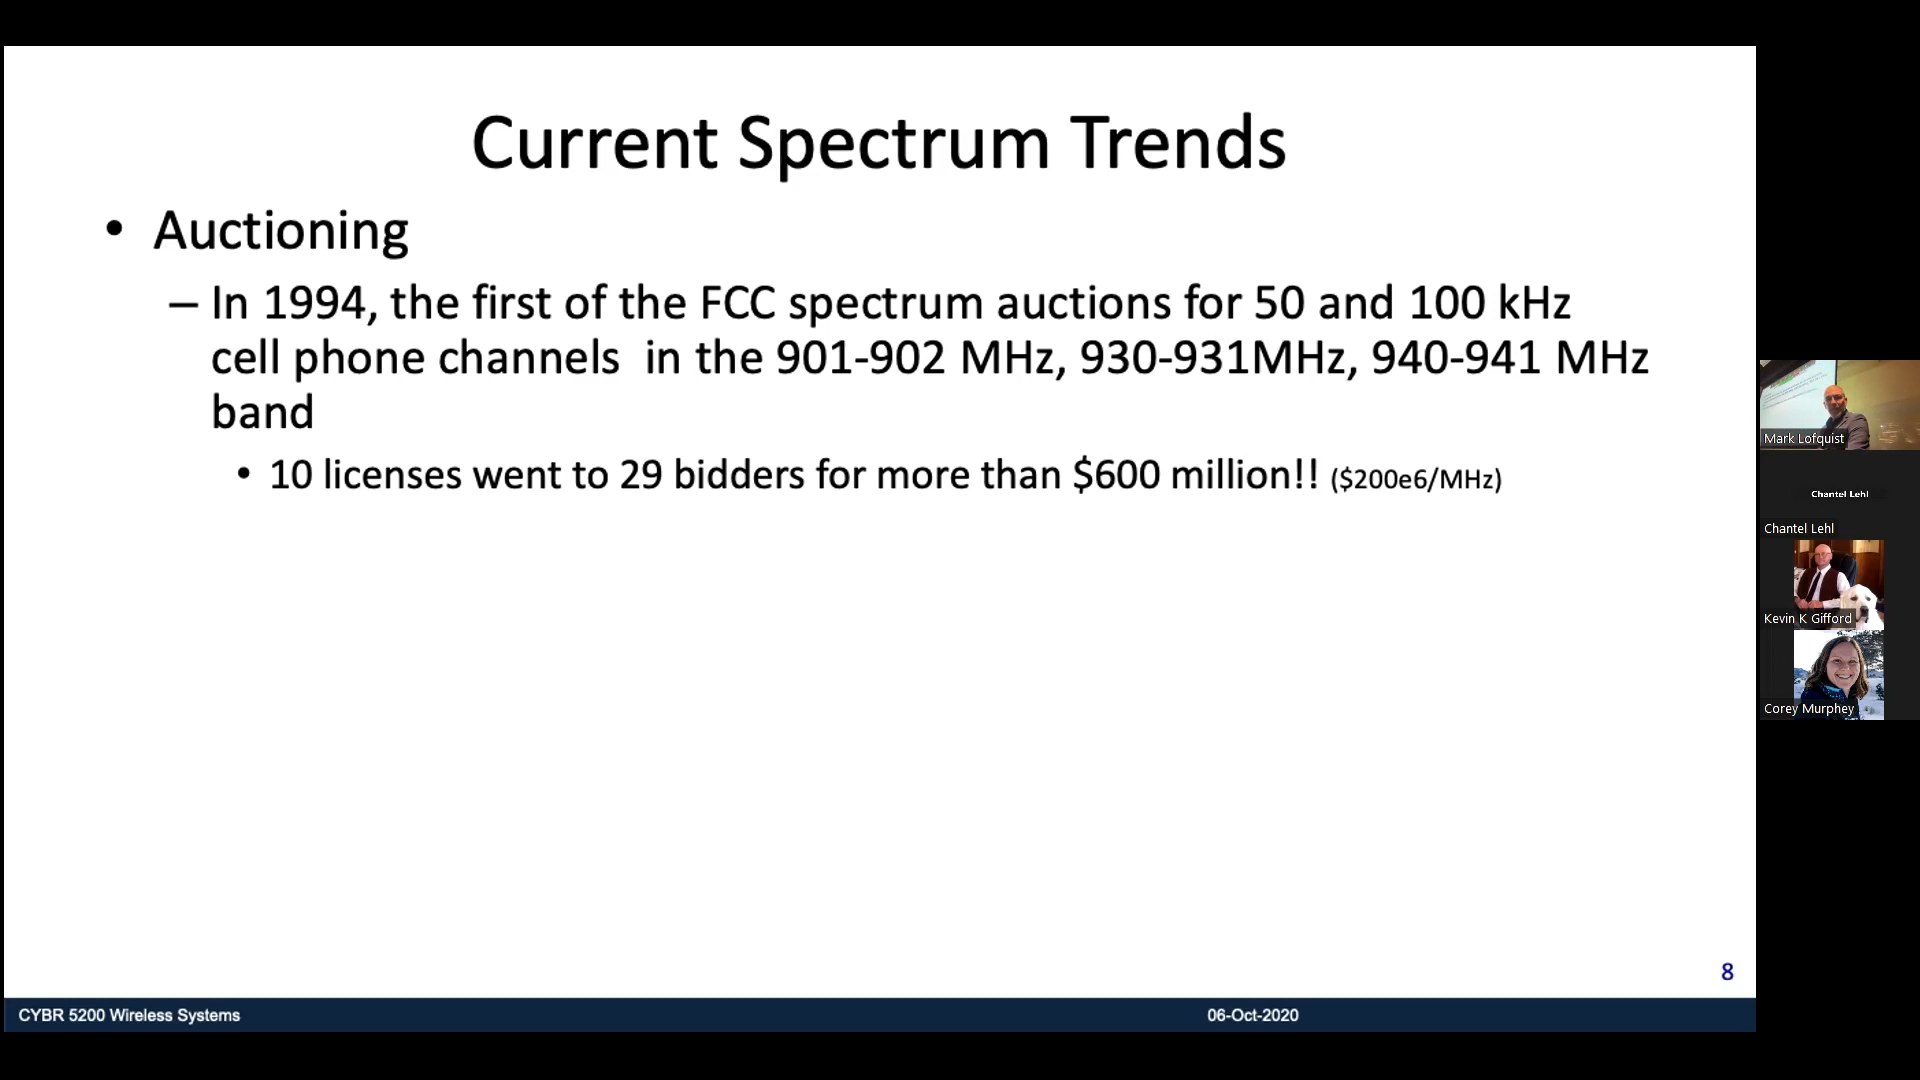 Current Spectrum Trends
• Auctioning
– In 1994, the first of the FCC spectrum auctions for 50 and 100 kHz
cell phone channels  in the 901-902 MHz, 930-931MHz, 940-941 MHz
band
• 10 licenses went to 29 bidders for more than $600 million!! ($200e6/MHz)
8
CYBR 5200 Wireless Systems
06-Oct-2020
Mark Lofquist
Chantel Lehl
Chantel Lehl
Kevin K Gifford
Corey Murphey